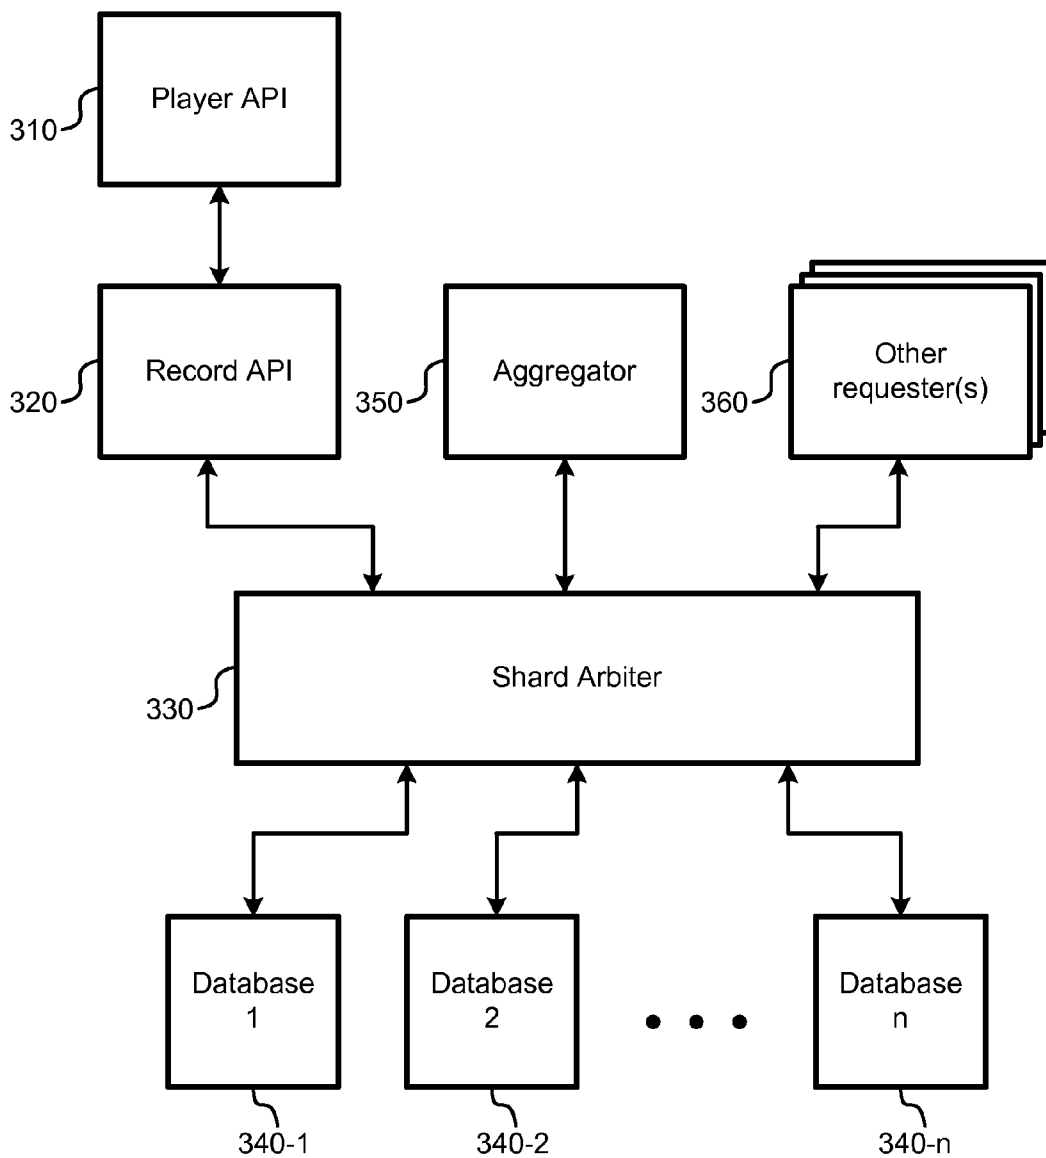 Player API
310
Record API
320
Aggregator
350
Other
requester(s)
360
Shard Arbiter
330
Database
1
Database
2
Database
n
340-1
340-2
340-n